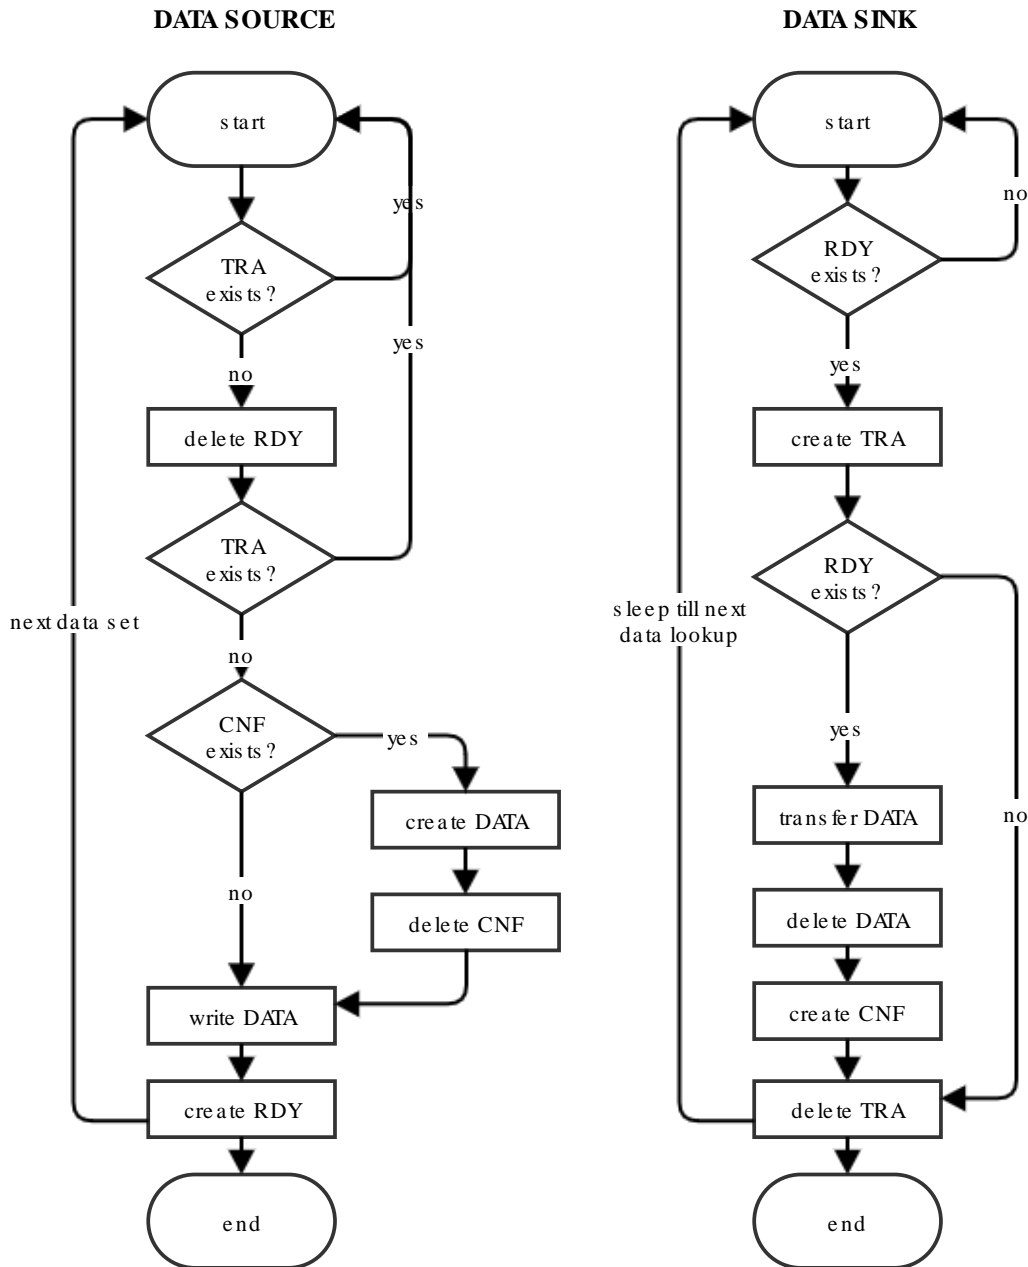 DATA SOURCE
start
yes
TRA
exists?
yes
no
delete RDY
TRA
exists?
next data set
no
CNF
exists?
yes
create DATA
no
delete CNF
write DATA
create RDY
end
DATA SINK
start
no
RDY
exists?
yes
create TRA
RDY
exists?
sleep till next
data lookup
yes
transfer DATA
no
delete DATA
create CNF
delete TRA
end